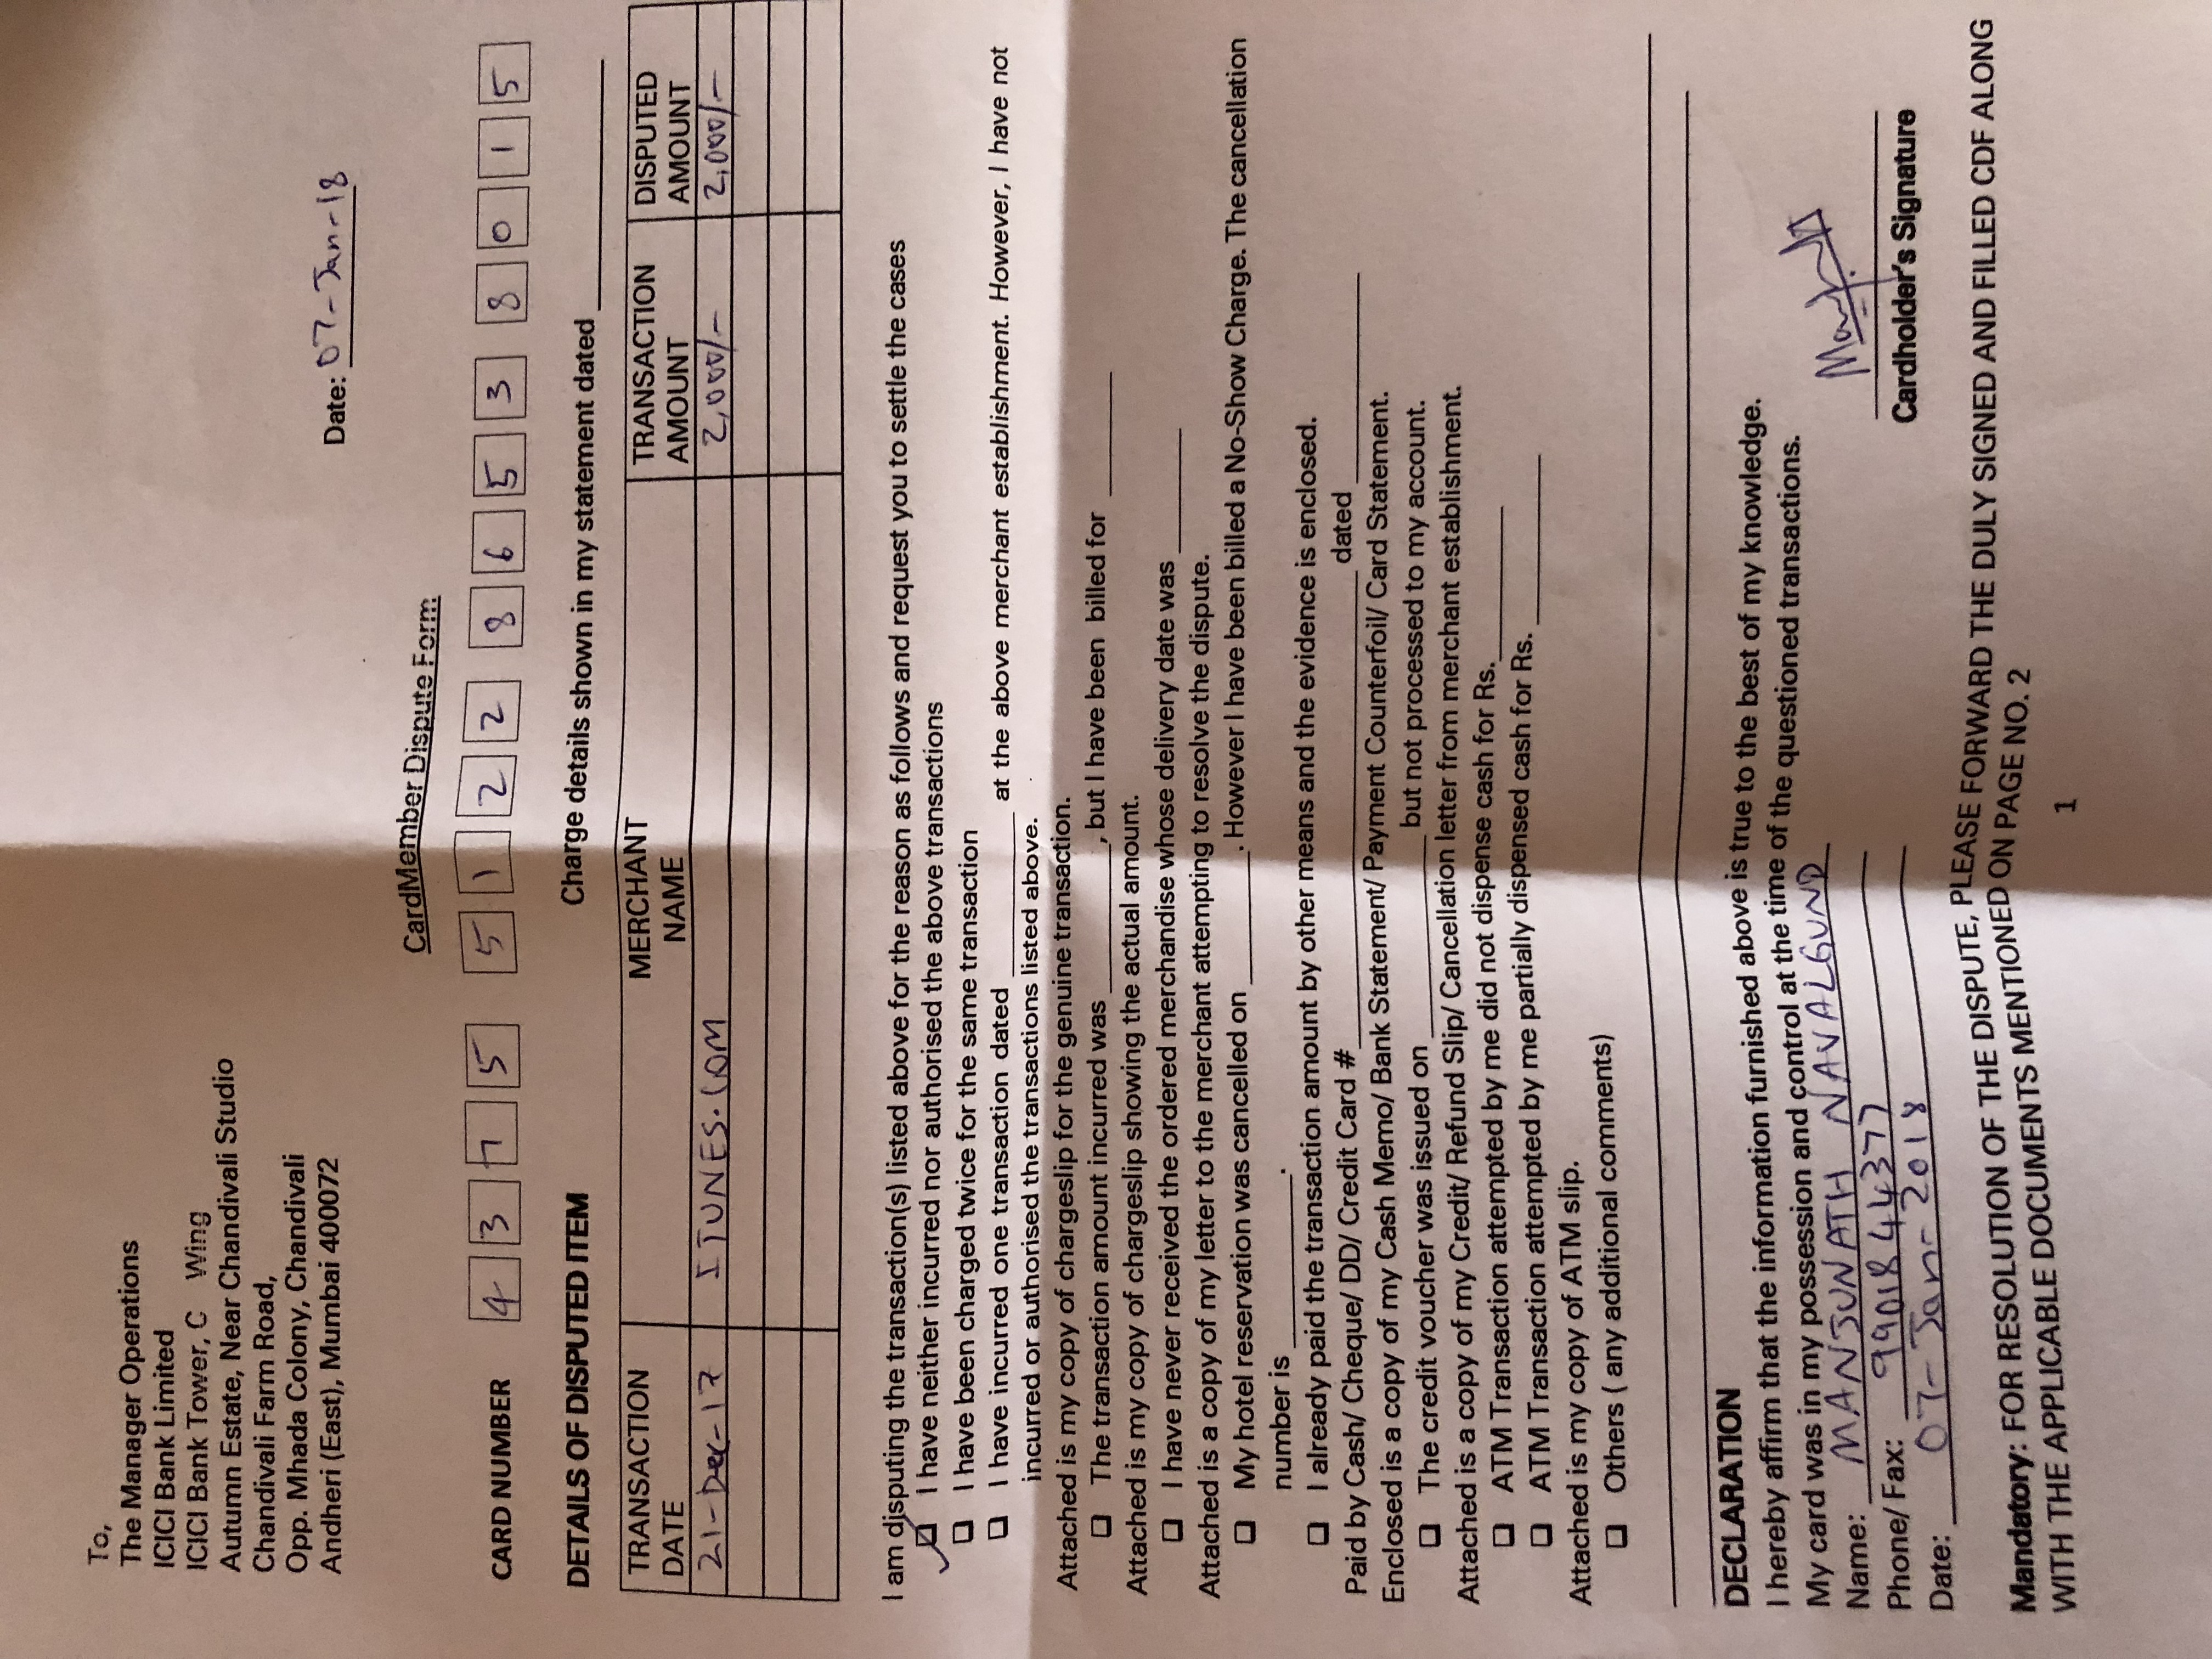 To,
The Manager Operations
ICICI Bank Limited
ICICI Bank Tower, C Wing
Autumn Estate, Near Chandivali Studio
Chandivali Farm Road,
Opp. Mhada Colony, Chandivali
Andheri (East), Mumbai 400072
Date: 07-Jan-18
CardMember Dispute Form
CARD NUMBER 4 3 7 5 5 1 2 2 8 6 5 3 8 0 1 5
DETAILS OF DISPUTED ITEM Charge details shown in my statement dated
TRANSACTION DATE MERCHANT NAME TRANSACTION AMOUNT DISPUTED AMOUNT
21-Dec-17 ITUNES.COM 2,000/- 2,000/-
I am disputing the transaction(s) listed above for the reason as follows and request you to settle the cases
I have neither incurred nor authorised the above transactions
I have been charged twice for the same transaction
I have incurred one transaction dated ________ at the above merchant establishment. However, I have not
incurred or authorised the transactions listed above.
Attached is my copy of chargeslip for the genuine transaction.
The transaction amount incurred was ________, but I have been billed for ________
Attached is my copy of chargeslip showing the actual amount.
I have never received the ordered merchandise whose delivery date was ________
Attached is a copy of my letter to the merchant attempting to resolve the dispute.
My hotel reservation was cancelled on ________. However I have been billed a No-Show Charge. The cancellation
number is ________.
I already paid the transaction amount by other means and the evidence is enclosed.
Paid by Cash/ Cheque/ DD/ Credit Card #________ dated ________
Enclosed is a copy of my Cash Memo/ Bank Statement/ Payment Counterfoil/ Card Statement.
The credit voucher was issued on ________ but not processed to my account.
Attached is a copy of my Credit/ Refund Slip/ Cancellation letter from merchant establishment.
ATM Transaction attempted by me did not dispense cash for Rs.________
ATM Transaction attempted by me partially dispensed cash for Rs. ________
Attached is my copy of ATM slip.
Others ( any additional comments)
DECLARATION
I hereby affirm that the information furnished above is true to the best of my knowledge.
My card was in my possession and control at the time of the questioned transactions.
Name: MANJUNATH NAVALGUND
Phone/ Fax: 9901844377
Date: 07-Jan-2018
Cardholder's Signature
Mandatory: FOR RESOLUTION OF THE DISPUTE, PLEASE FORWARD THE DULY SIGNED AND FILLED CDF ALONG
WITH THE APPLICABLE DOCUMENTS MENTIONED ON PAGE NO. 2
1